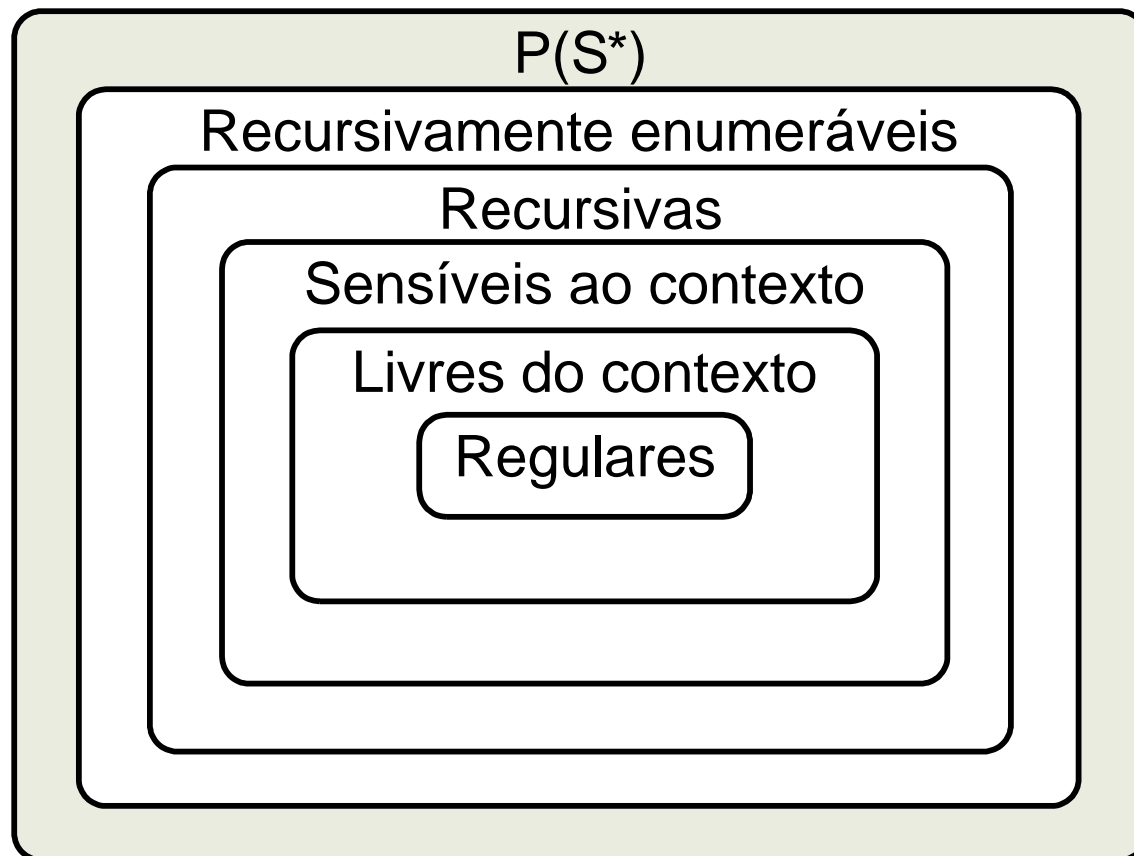 P(S*)
Recursivamente enumeráveis
Recursivas
Sensíveis ao contexto
Livres do contexto
Regulares